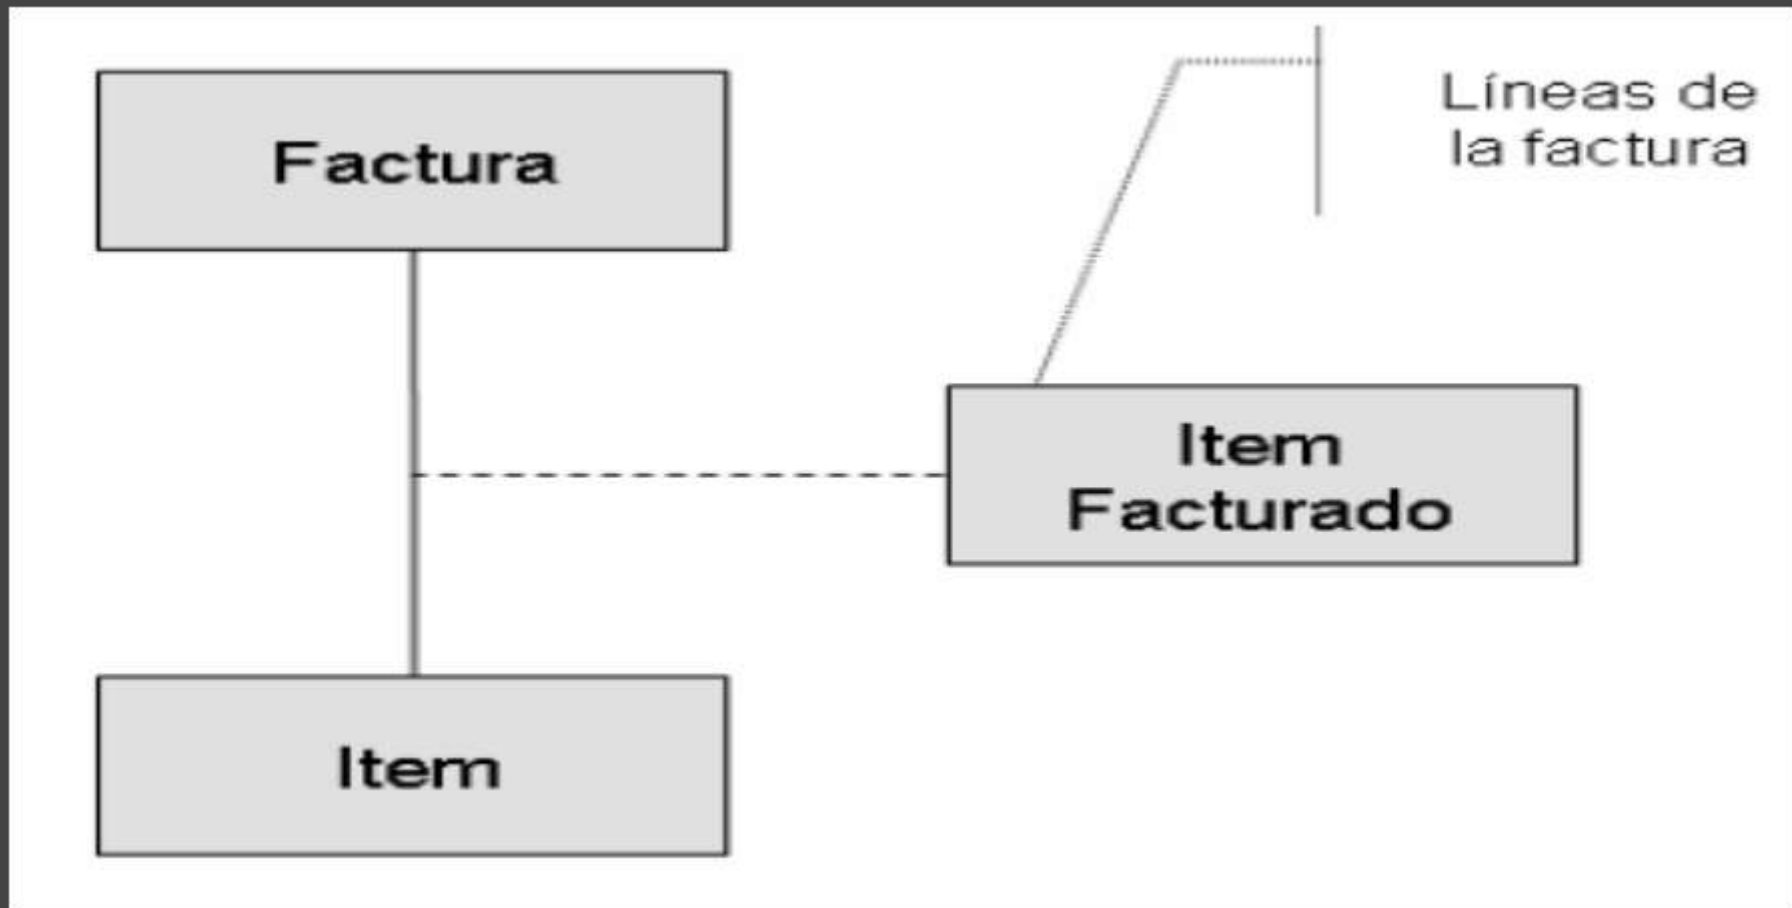 Factura
Líneas de
la factura
Item
Facturado
Item